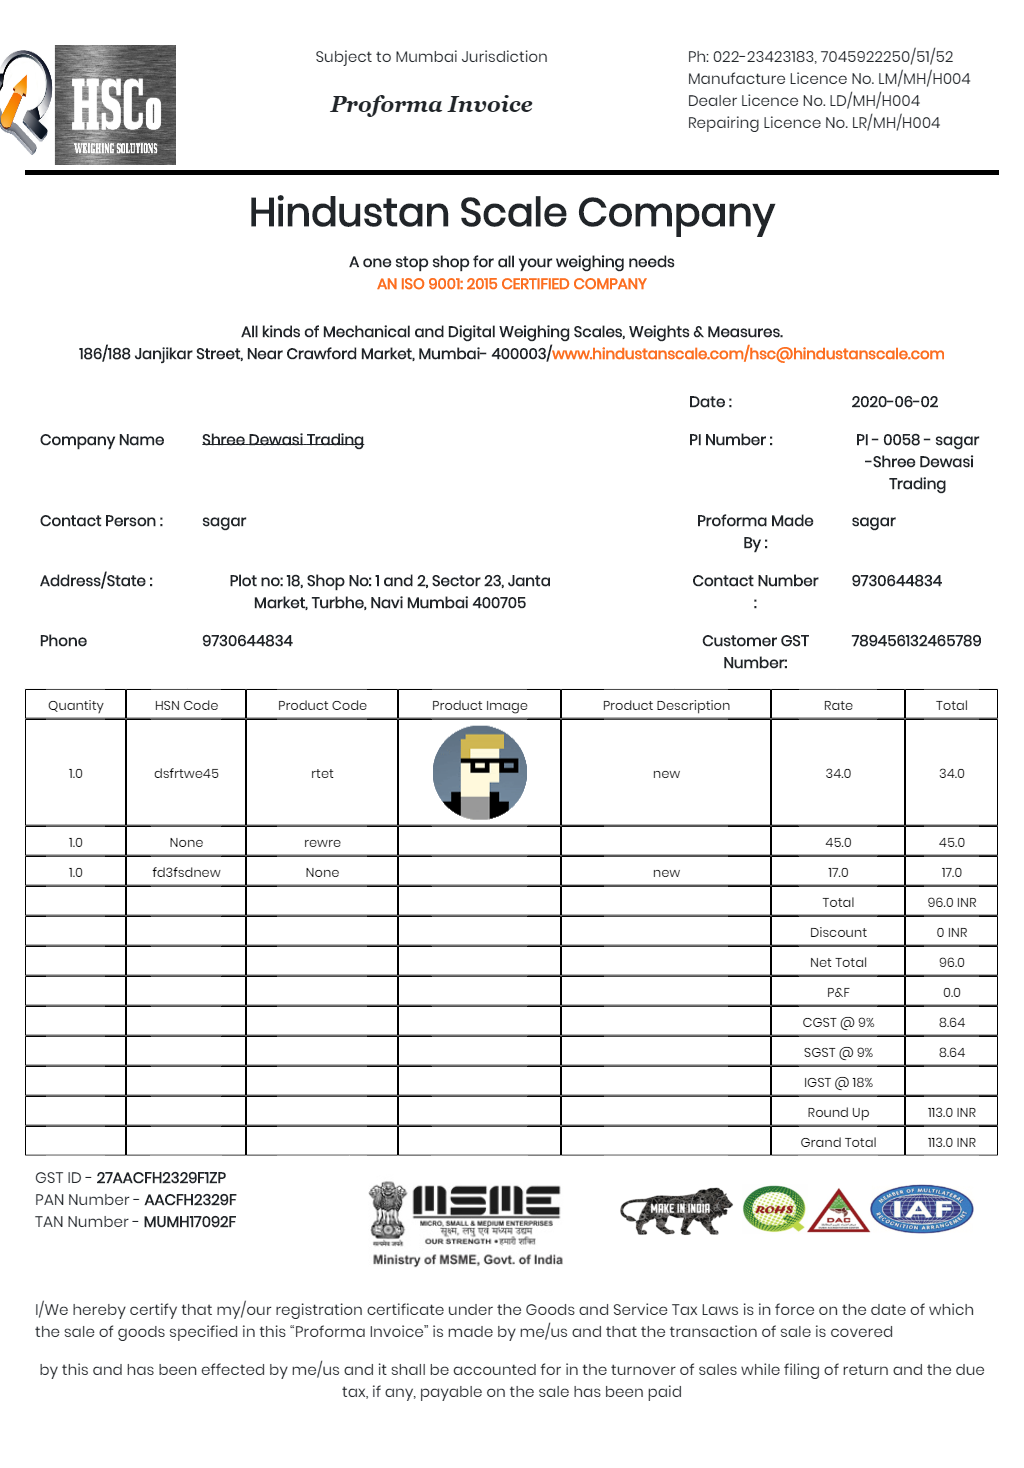 HSCo
WEIGHING SOLUTIONS
Subject to Mumbai Jurisdiction
Proforma Invoice
Ph: 022-23423183, 7045922250/51/52
Manufacture Licence No. LM/MH/H004
Dealer Licence No. LD/MH/H004
Repairing Licence No. LR/MH/H004
Hindustan Scale Company
A one stop shop for all your weighing needs
AN ISO 9001: 2015 CERTIFIED COMPANY
All kinds of Mechanical and Digital Weighing Scales, Weights & Measures.
186/188 Janjikar Street, Near Crawford Market, Mumbai- 400003/www.hindustanscale.com/hsc@hindustanscale.com
Date : 2020-06-02
Company Name Shree Dewasi Trading PI Number : PI - 0058 - sagar
-Shree Dewasi
Trading
Contact Person : sagar Proforma Made sagar
By :
Address/State : Plot no: 18, Shop No: 1 and 2, Sector 23, Janta Contact Number 9730644834
Market, Turbhe, Navi Mumbai 400705 :
Phone 9730644834 Customer GST 789456132465789
Number:
Quantity HSN Code Product Code Product Image Product Description Rate Total
1.0 dsfrtwe45 rtet new 34.0 34.0
1.0 None rewre 45.0 45.0
1.0 fd3fsdnew None new 17.0 17.0
Total 96.0 INR
Discount 0 INR
Net Total 96.0
P&F 0.0
CGST @ 9% 8.64
SGST @ 9% 8.64
IGST @ 18%
Round Up 113.0 INR
Grand Total 113.0 INR
GST ID - 27AACFH2329F1ZP
PAN Number - AACFH2329F
TAN Number - MUMH17092F
सत्यमेव जयते
MSME
MICRO, SMALL & MEDIUM ENTERPRISES
सूक्ष्म, लघु एवं मध्यम उद्यम
OUR STRENGTH • हमारी शक्ति
Ministry of MSME, Govt. of India
MAKE IN INDIA
ROHS
DAC
MEMBER OF MULTILATERAL
IAF
RECOGNITION ARRANGEMENT
I/We hereby certify that my/our registration certificate under the Goods and Service Tax Laws is in force on the date of which
the sale of goods specified in this “Proforma Invoice” is made by me/us and that the transaction of sale is covered
by this and has been effected by me/us and it shall be accounted for in the turnover of sales while filing of return and the due
tax, if any, payable on the sale has been paid